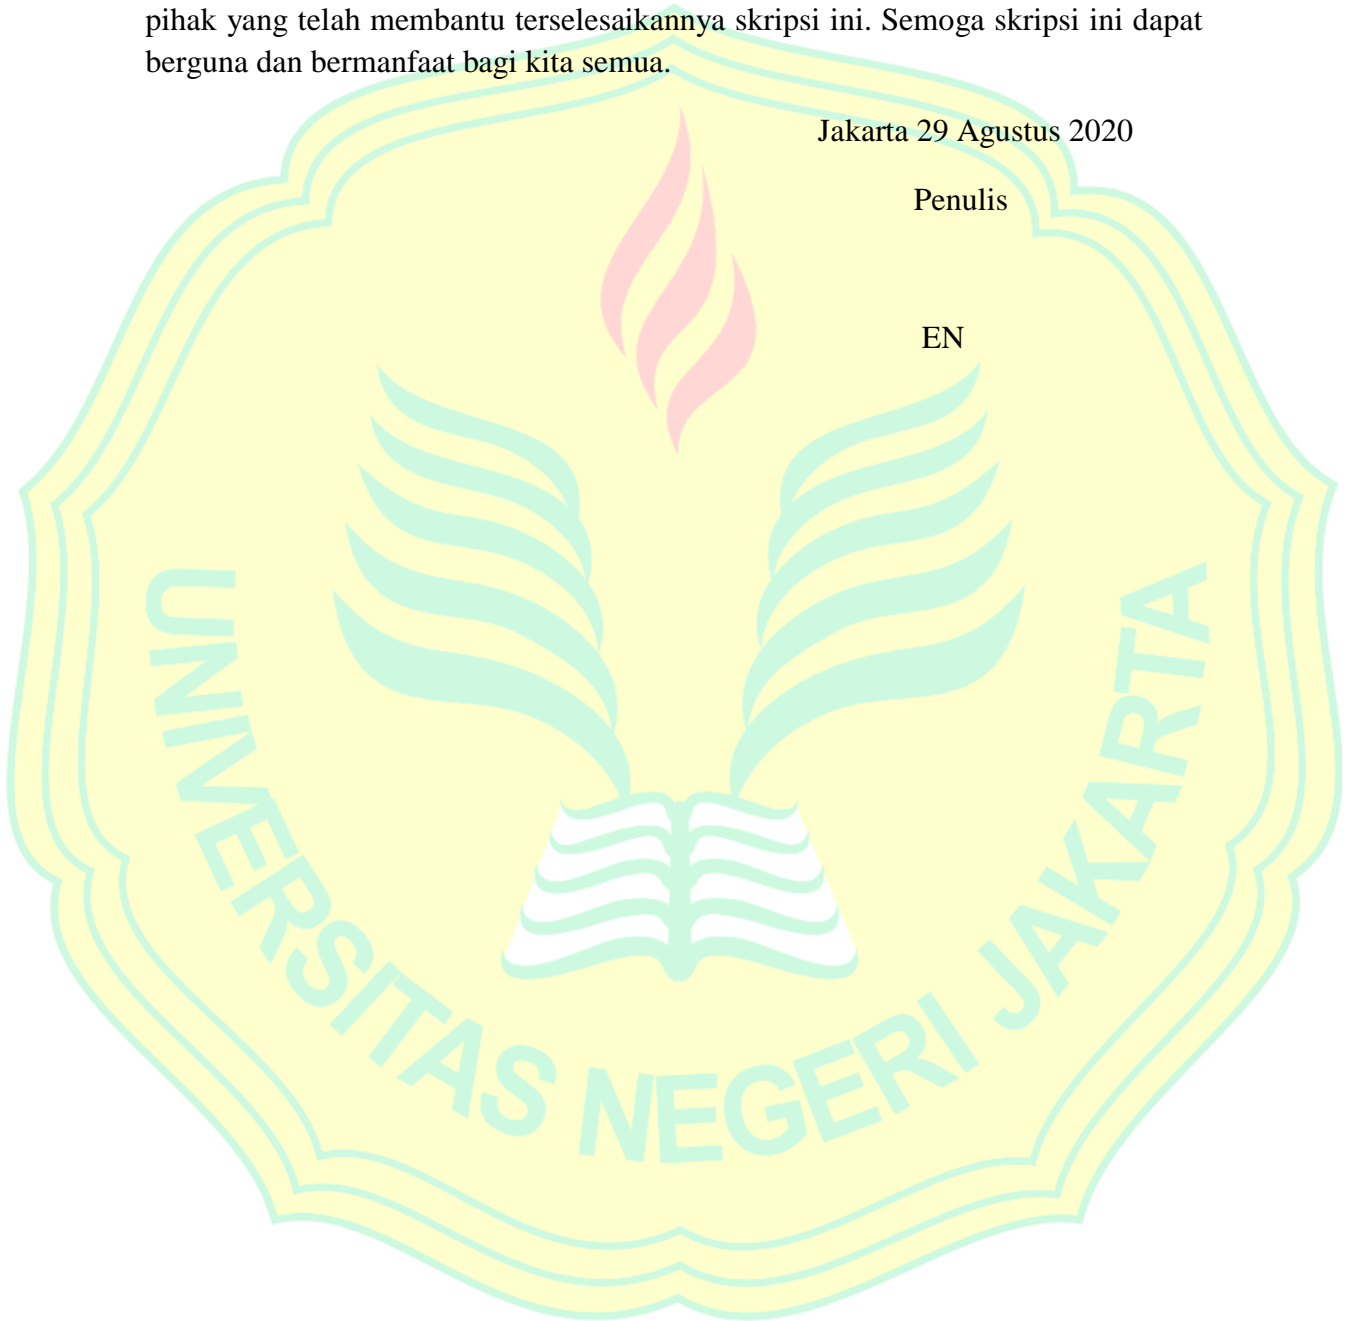 pihak yang telah membantu terselesaikannya skripsi ini. Semoga skripsi ini dapat
berguna dan bermanfaat bagi kita semua.
Jakarta 29 Agustus 2020
Penulis
EN
UNIVERSITAS NEGERI JAKARTA